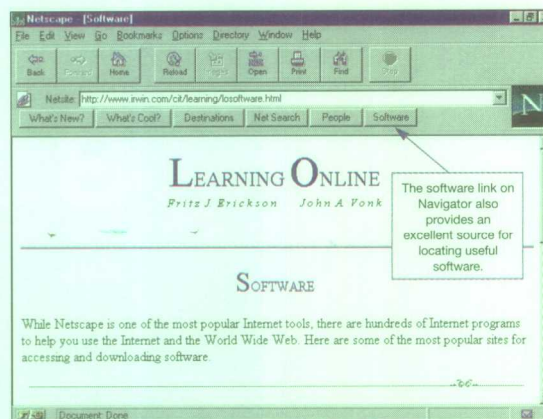 Netscape - [Software]
File Edit View Go Bookmarks Options Directory Window Help
Back Forward Home Reload Images Open Print Find Stop
Netsite: http://www.irwin.com/cit/learning/losoftware.html
What's New? What's Cool? Destinations Net Search People Software
LEARNING ONLINE
Fritz J Erickson John A Vonk
The software link on
Navigator also
provides an
excellent source for
locating useful
software.
SOFTWARE
While Netscape is one of the most popular Internet tools, there are hundreds of Internet programs
to help you use the Internet and the World Wide Web. Here are some of the most popular sites for
accessing and downloading software.
Document: Done